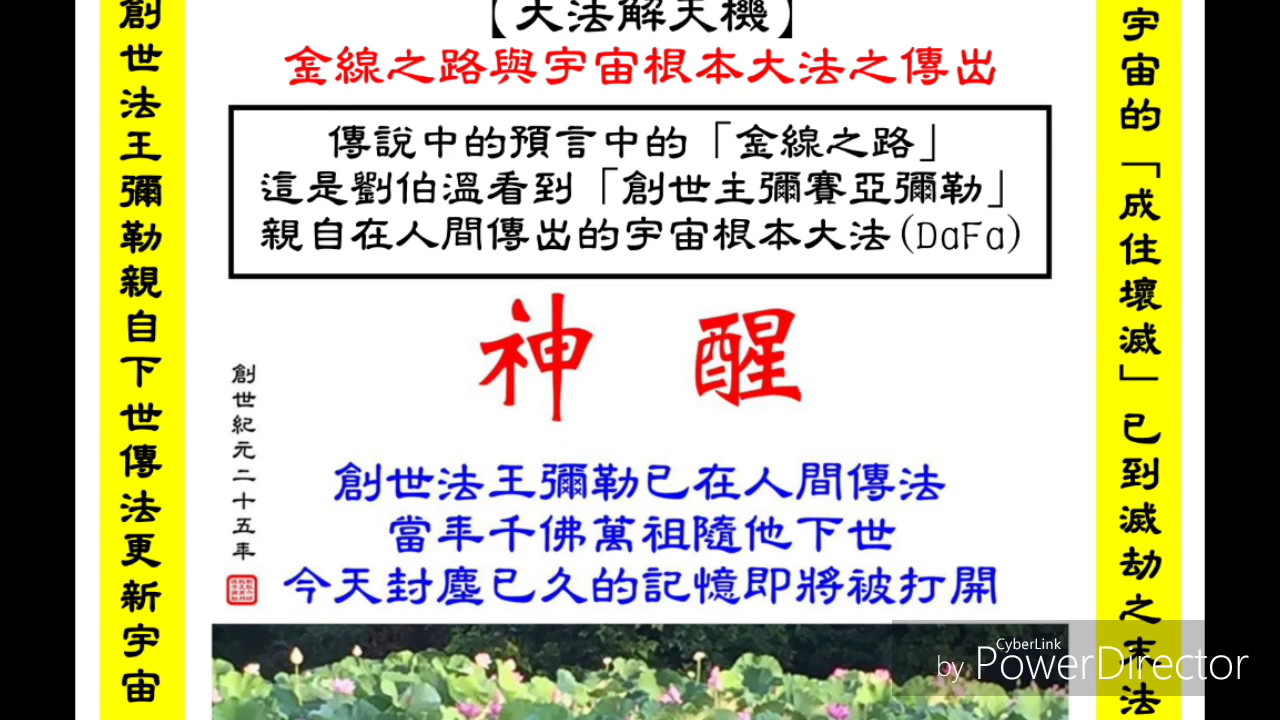 【大法解天機】
金線之路與宇宙根本大法之傳出
傳說中的預言中的「金線之路」
這是劉伯溫看到「創世主彌賽亞彌勒」
親自在人間傳出的宇宙根本大法(DaFa)
神醒
創世紀元二十五年
創世法王彌勒已在人間傳法
當年千佛萬祖隨他下世
今天封塵已久的記憶即將被打開
創世法王彌勒親自下世傳法更新宇宙
宇宙的「成住壞滅」已到滅劫之末法
CyberLink
by PowerDirector